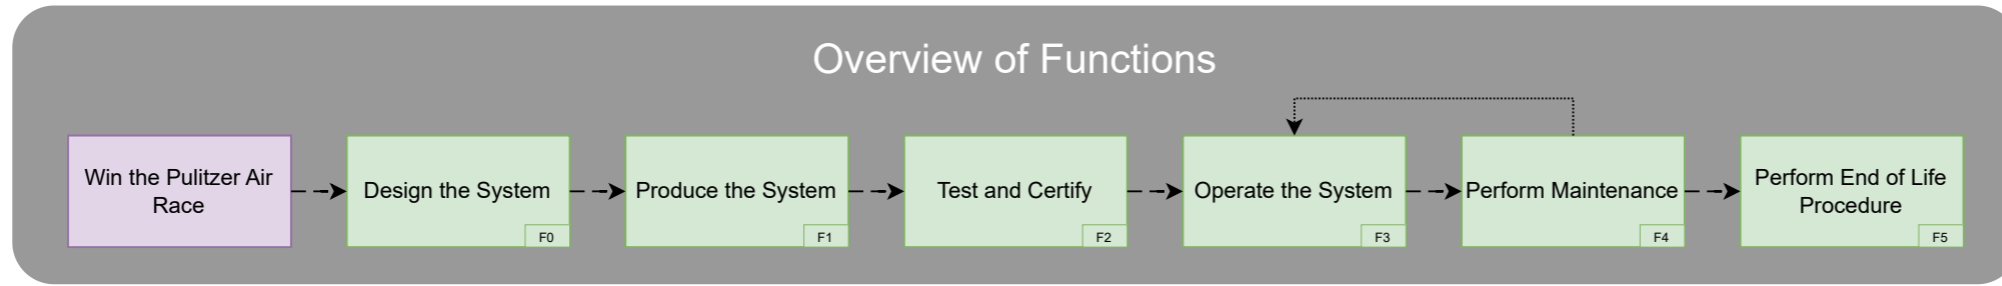 Overview of Functions
Win the Pulitzer Air
Race
Design the System
F0
Produce the System
F1
Test and Certify
F2
Operate the System
F3
Perform Maintenance
F4
Perform End of Life
Procedure
F5